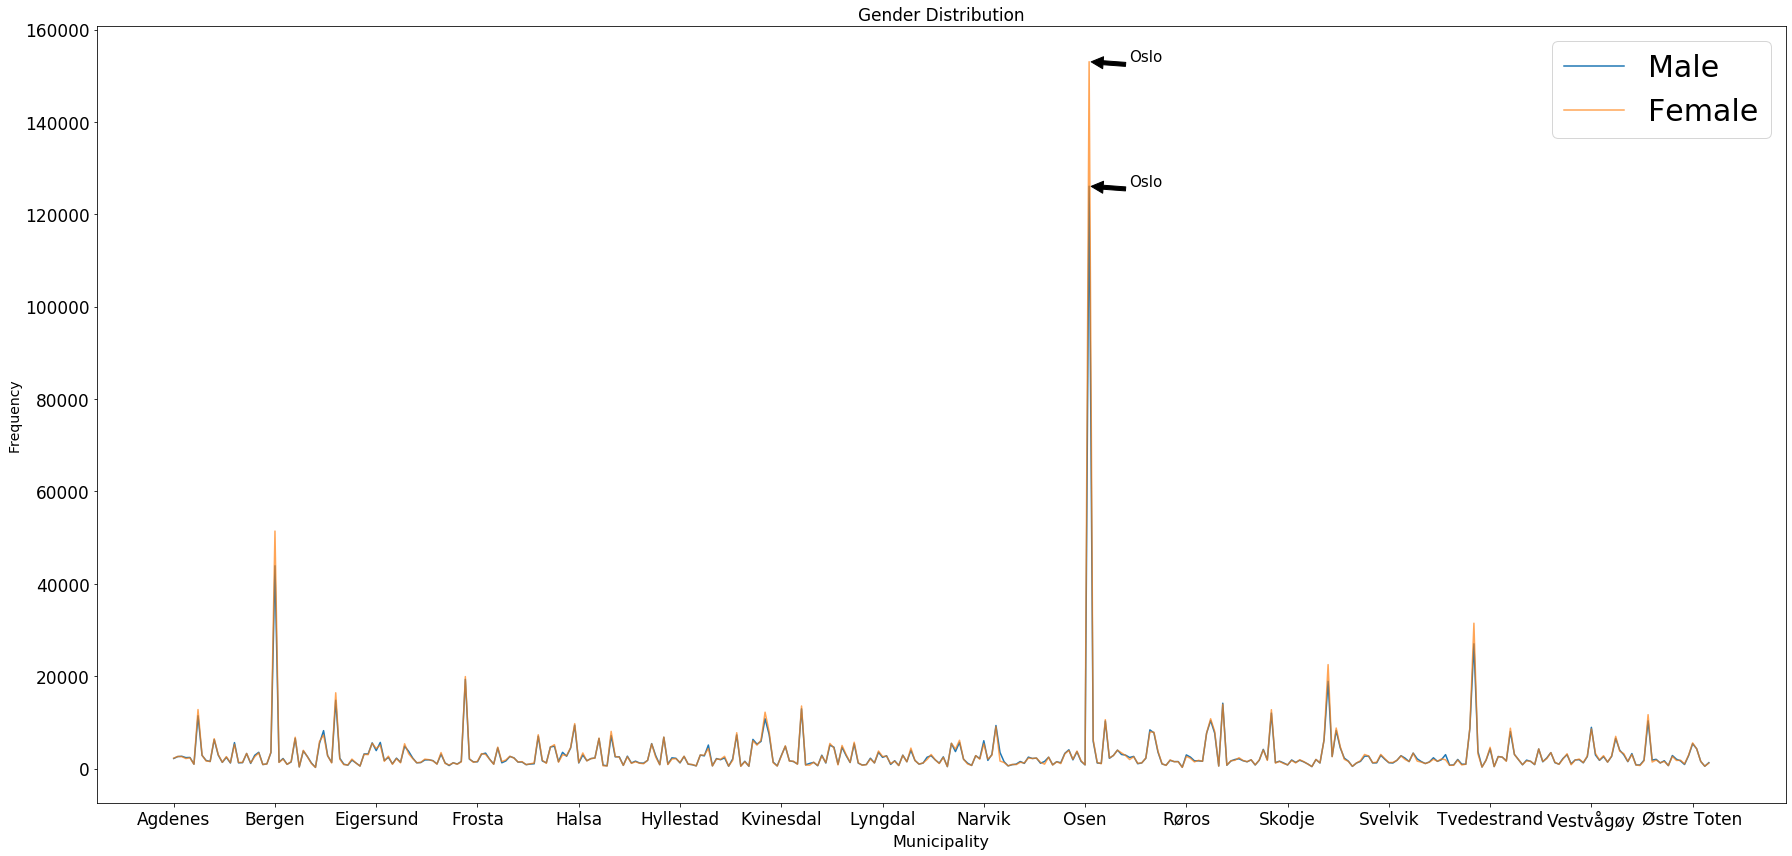 Gender Distribution
160000
140000
120000
100000
80000
60000
40000
20000
0
Frequency
Oslo
Oslo
Male
Female
Agdenes Bergen Eigersund Frosta Halsa Hyllestad Kvinesdal Lyngdal Narvik Osen Røros Skodje Svelvik Tvedestrand Vestvågøy Østre Toten
Municipality